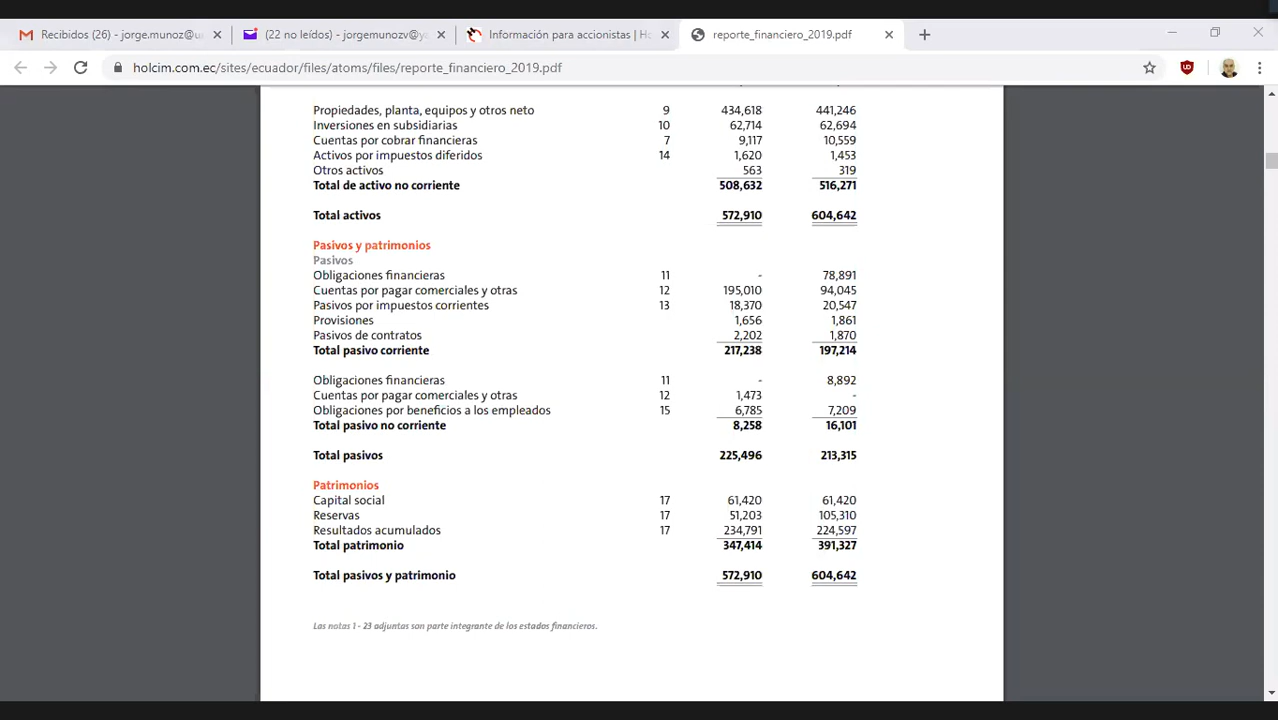 Recibidos (26) - jorge.munoz@u
(22 no leídos) - jorgemunozv@y
Información para accionistas | H
reporte_financiero_2019.pdf
holcim.com.ec/sites/ecuador/files/atoms/files/reporte_financiero_2019.pdf
Propiedades, planta, equipos y otros neto 9 434,618 441,246
Inversiones en subsidiarias 10 62,714 62,694
Cuentas por cobrar financieras 7 9,117 10,559
Activos por impuestos diferidos 14 1,620 1,453
Otros activos 563 319
Total de activo no corriente 508,632 516,271
Total activos 572,910 604,642
Pasivos y patrimonios
Pasivos
Obligaciones financieras 11 - 78,891
Cuentas por pagar comerciales y otras 12 195,010 94,045
Pasivos por impuestos corrientes 13 18,370 20,547
Provisiones 1,656 1,861
Pasivos de contratos 2,202 1,870
Total pasivo corriente 217,238 197,214
Obligaciones financieras 11 - 8,892
Cuentas por pagar comerciales y otras 12 1,473 -
Obligaciones por beneficios a los empleados 15 6,785 7,209
Total pasivo no corriente 8,258 16,101
Total pasivos 225,496 213,315
Patrimonios
Capital social 17 61,420 61,420
Reservas 17 51,203 105,310
Resultados acumulados 17 234,791 224,597
Total patrimonio 347,414 391,327
Total pasivos y patrimonio 572,910 604,642
Las notas 1 - 23 adjuntas son parte integrante de los estados financieros.